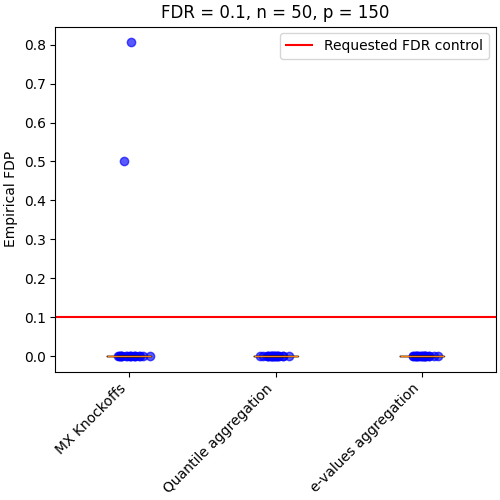 FDR = 0.1, n = 50, p = 150
Requested FDR control
Empirical FDP
0.8
0.7
0.6
0.5
0.4
0.3
0.2
0.1
0.0
MX Knockoffs
Quantile aggregation
e-values aggregation